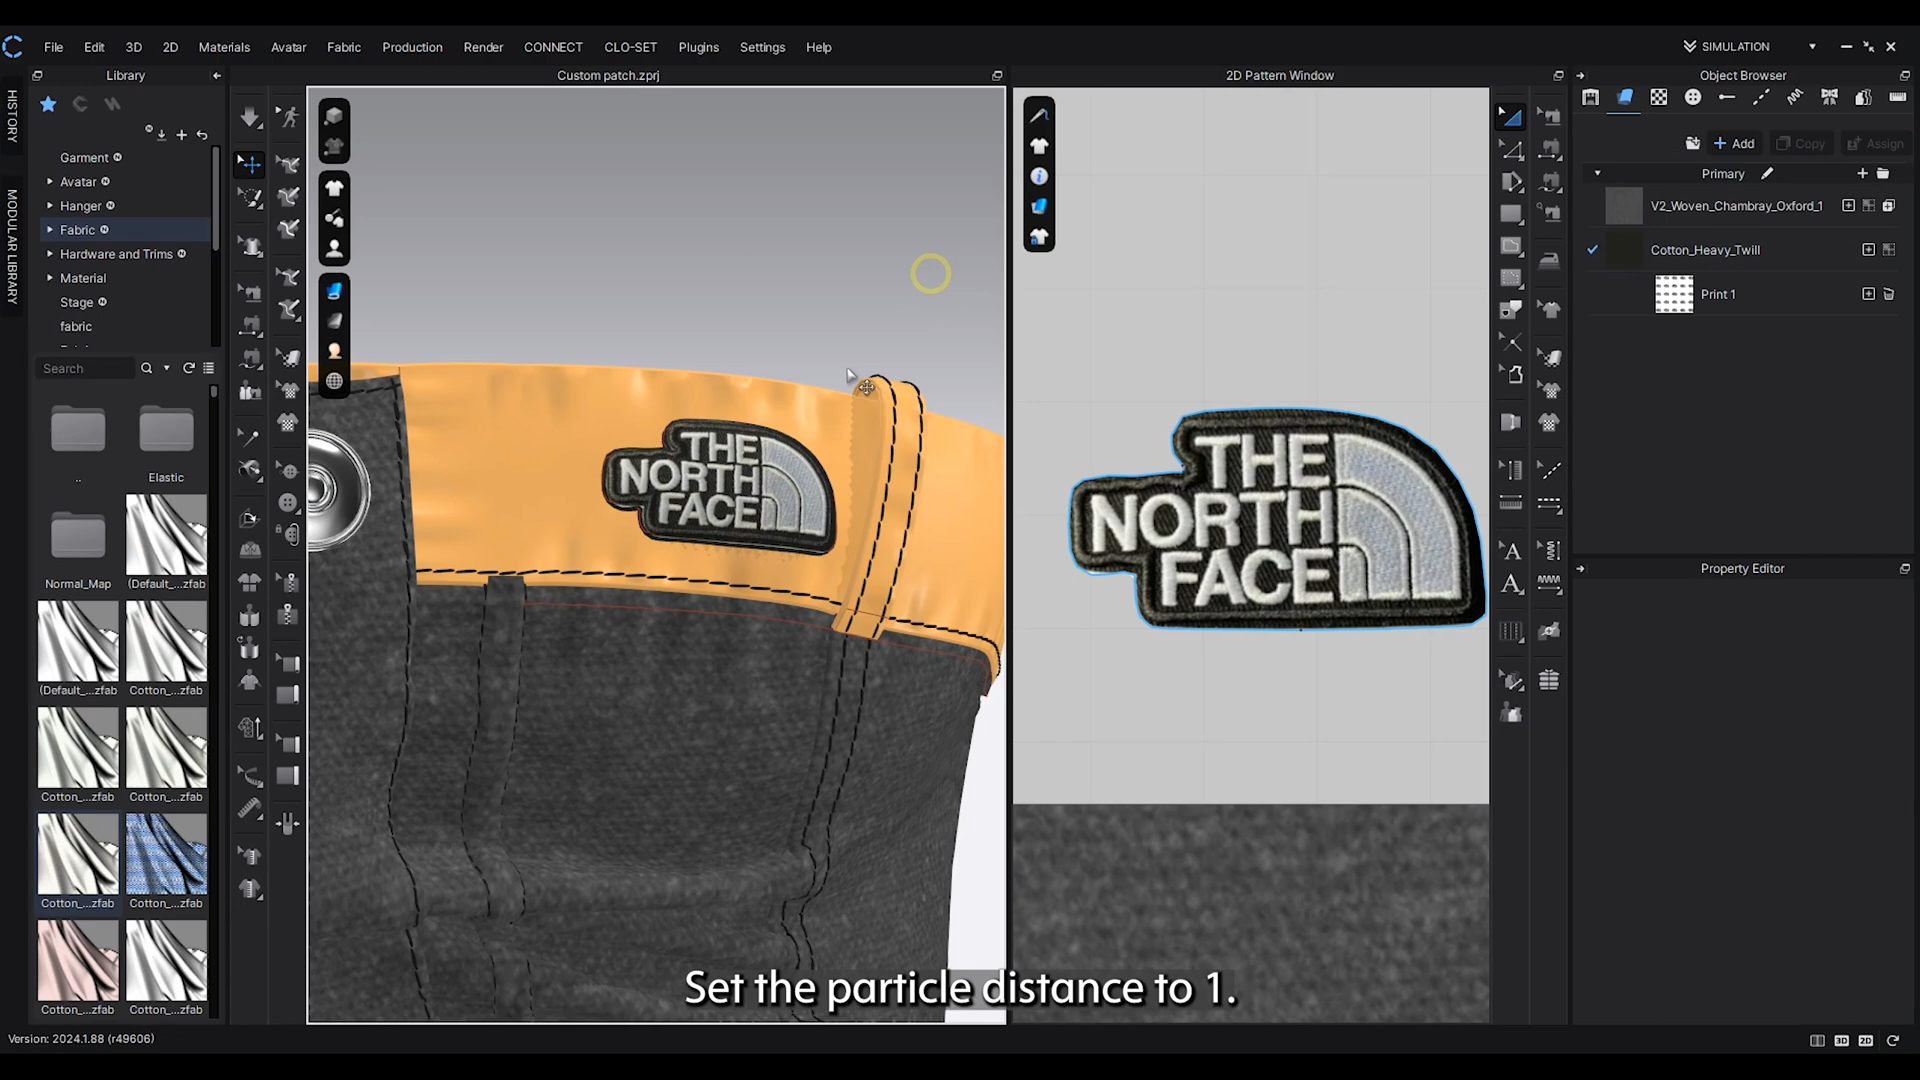 File Edit 3D 2D Materials Avatar Fabric Production Render CONNECT CLO-SET Plugins Settings Help
SIMULATION
Library
Custom patch.zprj
2D Pattern Window
Object Browser
HISTORY
MODULAR LIBRARY
Garment
Avatar
Hanger
Fabric
Hardware and Trims
Material
Stage
fabric
Search
..
Elastic
Normal_Map
(Default_...zfab
(Default_...zfab
Cotton_...zfab
Cotton_...zfab
Cotton_...zfab
Cotton_...zfab
Cotton_...zfab
Cotton_...zfab
Cotton_...zfab
THE
NORTH
FACE
THE
NORTH
FACE
Add
Copy
Assign
Primary
V2_Woven_Chambray_Oxford_1
Cotton_Heavy_Twill
Print 1
Property Editor
Set the particle distance to 1.
Version: 2024.1.88 (r49606)
3D
2D